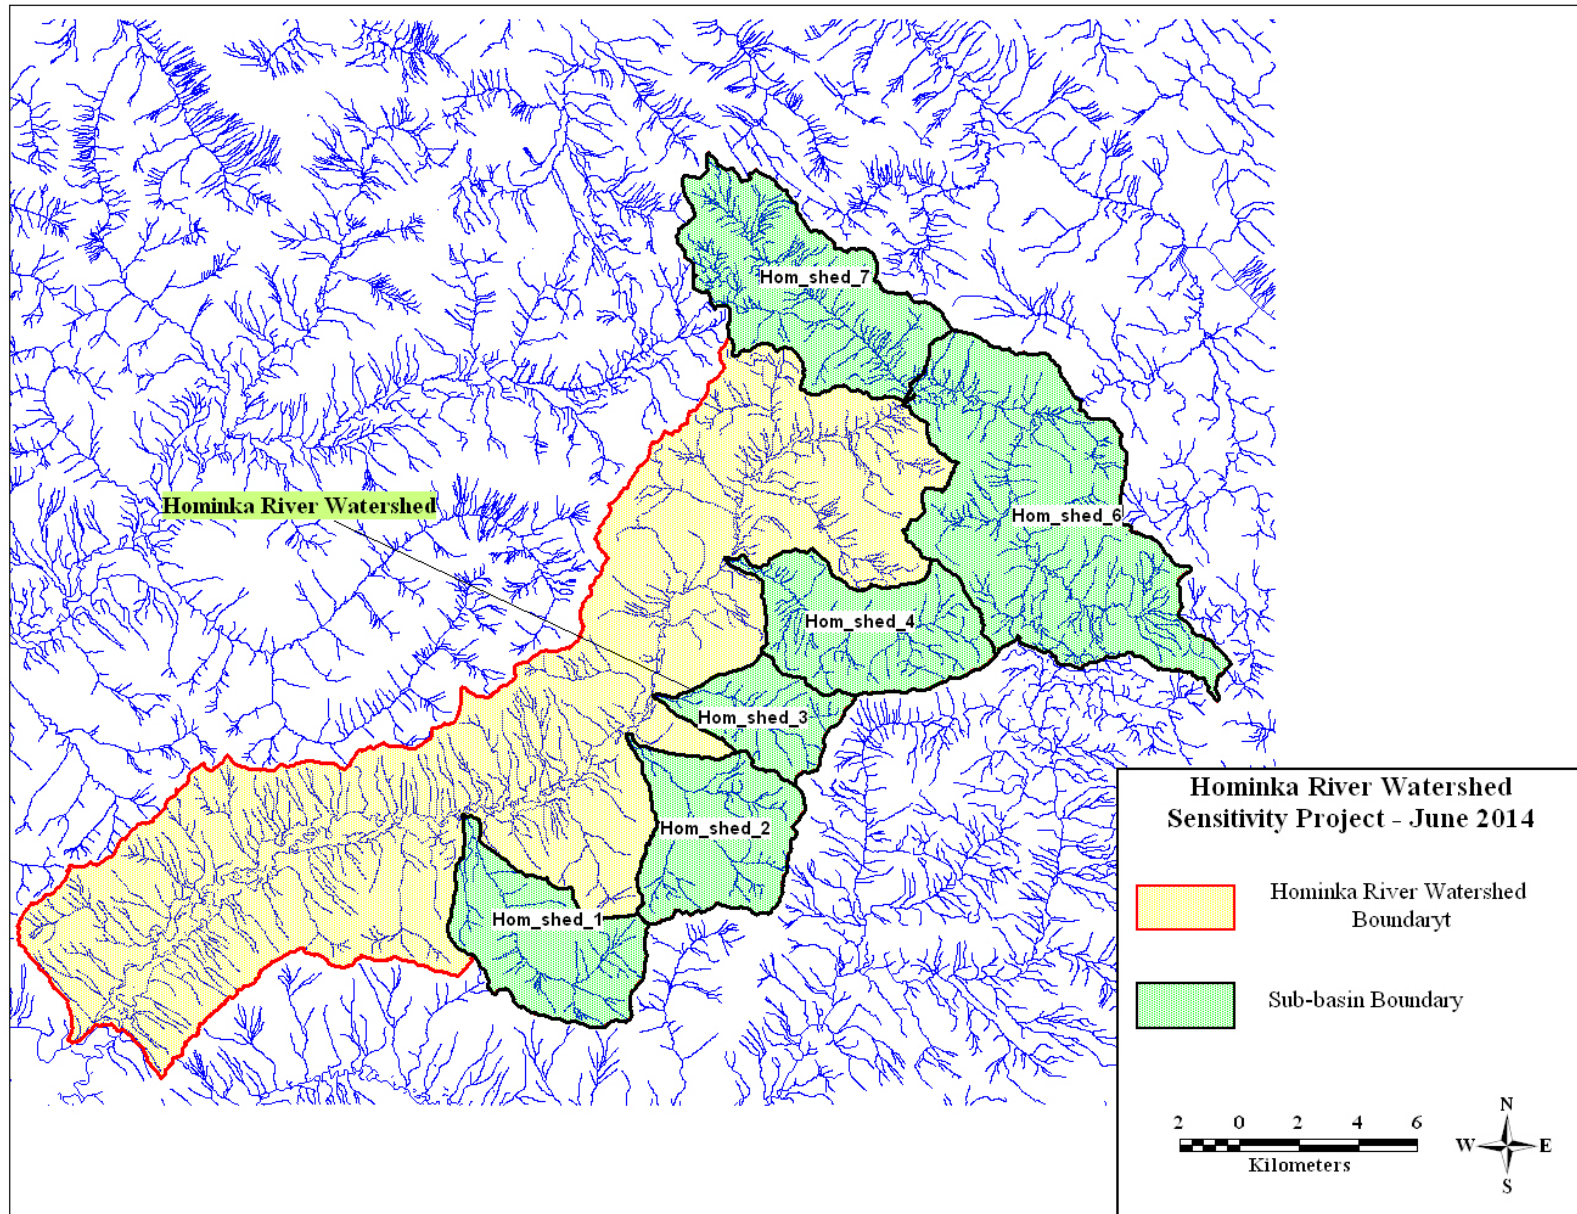 Hom_shed_7
Hominka River Watershed
Hom_shed_6
Hom_shed_4
Hom_shed_3
Hom_shed_2
Hom_shed_1
Hominka River Watershed
Sensitivity Project - June 2014
Hominka River Watershed
Boundaryt
Sub-basin Boundary
2 0 2 4 6
Kilometers
N
W E
S